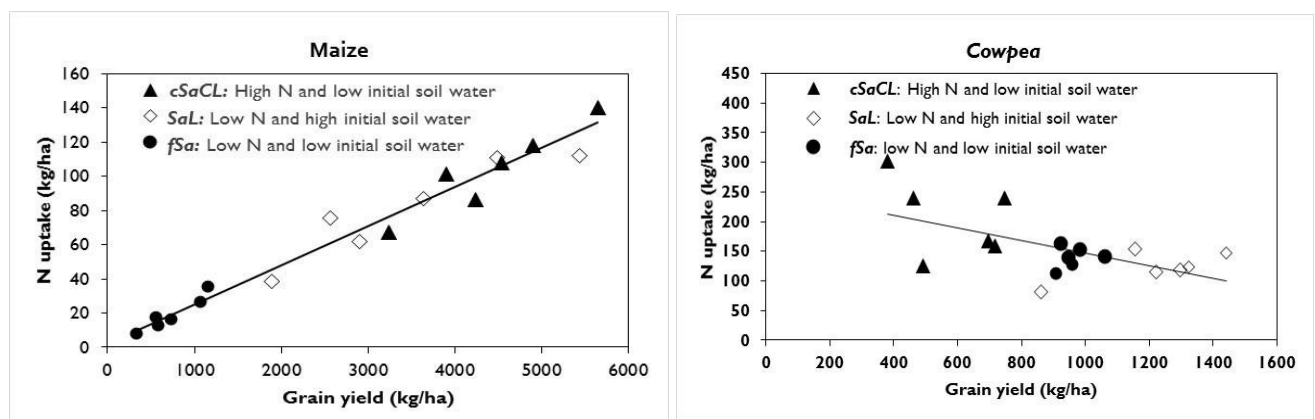 Maize
160
140
120
100
80
60
40
20
0
N uptake (kg/ha)
cSaCL: High N and low initial soil water
SaL: Low N and high initial soil water
fSa: Low N and low initial soil water
0 1000 2000 3000 4000 5000 6000
Grain yield (kg/ha)
Cowpea
450
400
350
300
250
200
150
100
50
0
N uptake (kg/ha)
cSaCL: High N and low initial soil water
SaL: Low N and high initial soil water
fSa: low N and low initial soil water
0 200 400 600 800 1000 1200 1400 1600
Grain yield (kg/ha)